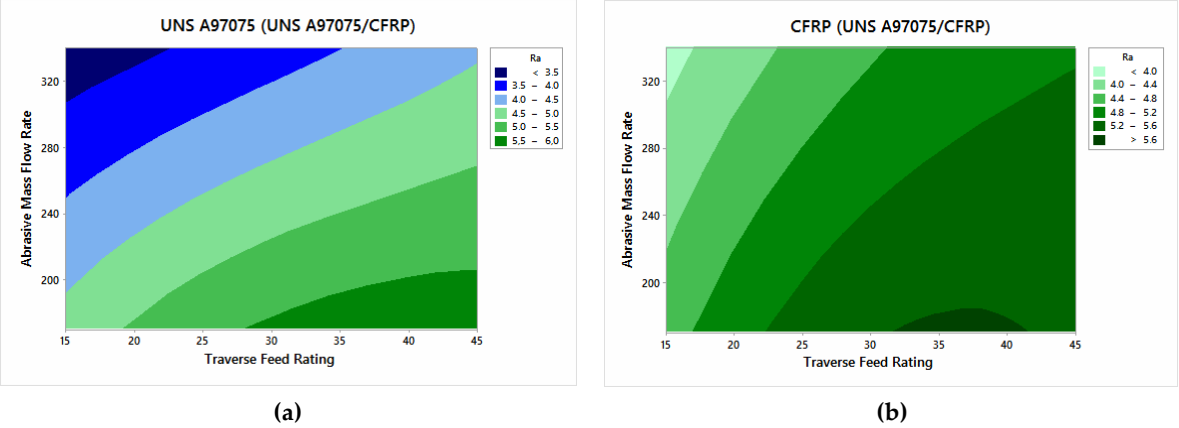 UNS A97075 (UNS A97075/CFRP)
Ra
< 3.5
3.5 – 4.0
4.0 – 4.5
4.5 – 5.0
5.0 – 5.5
5.5 – 6.0
Abrasive Mass Flow Rate
320
280
240
200
15 20 25 30 35 40 45
Traverse Feed Rating
(a)
CFRP (UNS A97075/CFRP)
Ra
< 4.0
4.0 – 4.4
4.4 – 4.8
4.8 – 5.2
5.2 – 5.6
> 5.6
Abrasive Mass Flow Rate
320
280
240
200
15 20 25 30 35 40 45
Traverse Feed Rating
(b)